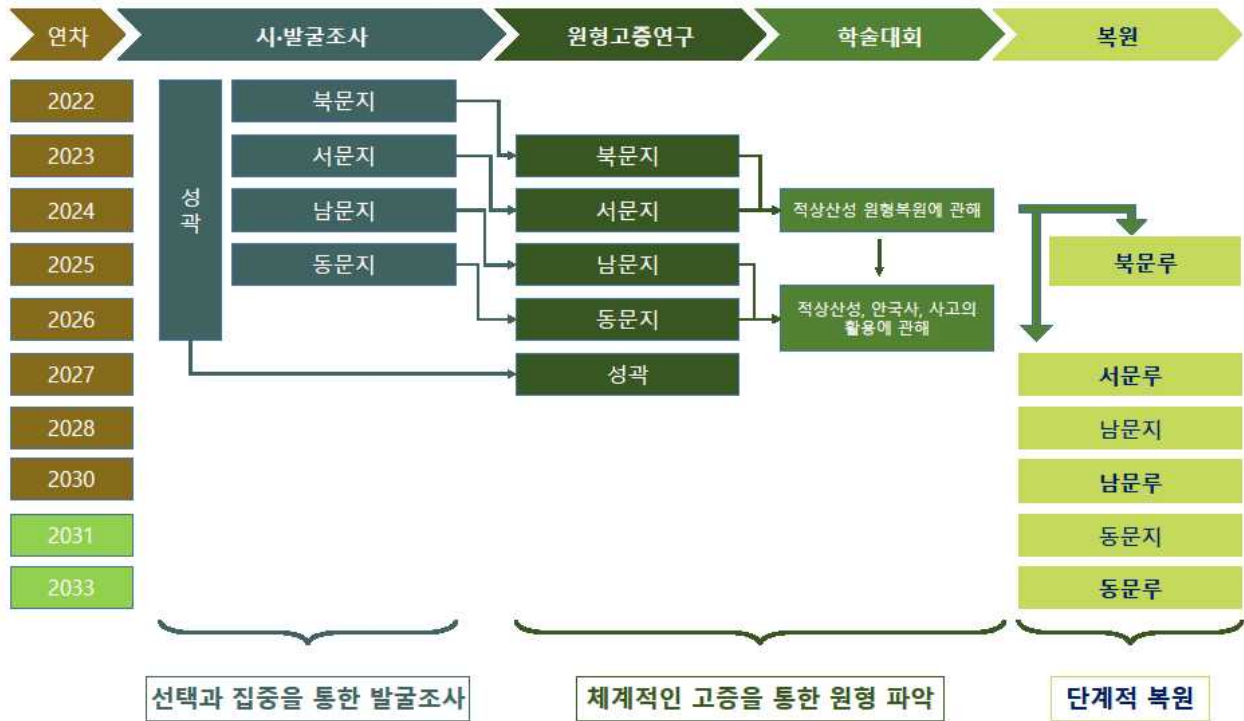 연차
시·발굴조사
원형고증연구
학술대회
복원
2022
북문지
2023
서문지
북문지
성
곽
2024
남문지
서문지
적상산성 원형복원에 관해
2025
동문지
남문지
북문루
2026
동문지
적상산성, 안국사, 사고의
활용에 관해
2027
성곽
서문루
2028
남문지
2030
남문루
2031
동문지
2033
동문루
선택과 집중을 통한 발굴조사
체계적인 고증을 통한 원형 파악
단계적 복원